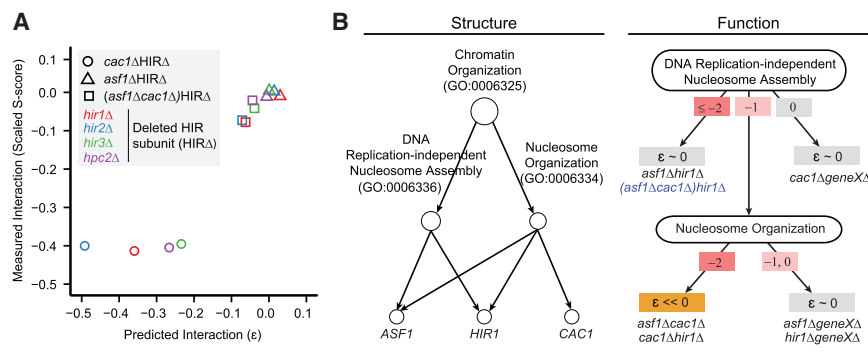 A
Measured Interaction (Scaled S-score)
0.1
0.0
−0.1
−0.2
−0.3
−0.4
−0.5
cac1ΔHIRΔ
asf1ΔHIRΔ
(asf1Δcac1Δ)HIRΔ
hir1Δ
hir2Δ
hir3Δ
hpc2Δ
Deleted HIR
subunit (HIRΔ)
−0.5
−0.4
−0.3
−0.2
−0.1
0.0
0.1
Predicted Interaction (ε)
B
Structure
Chromatin
Organization
(GO:0006325)
DNA
Replication-independent
Nucleosome Assembly
(GO:0006336)
Nucleosome
Organization
(GO:0006334)
ASF1
HIR1
CAC1
Function
DNA Replication-independent
Nucleosome Assembly
≤ −2
−1
0
ε ~ 0
asf1Δhir1Δ
(asf1Δcac1Δ)hir1Δ
ε ~ 0
cac1ΔgeneXΔ
Nucleosome Organization
−2
−1, 0
ε << 0
asf1Δcac1Δ
cac1Δhir1Δ
ε ~ 0
asf1ΔgeneXΔ
hir1ΔgeneXΔ